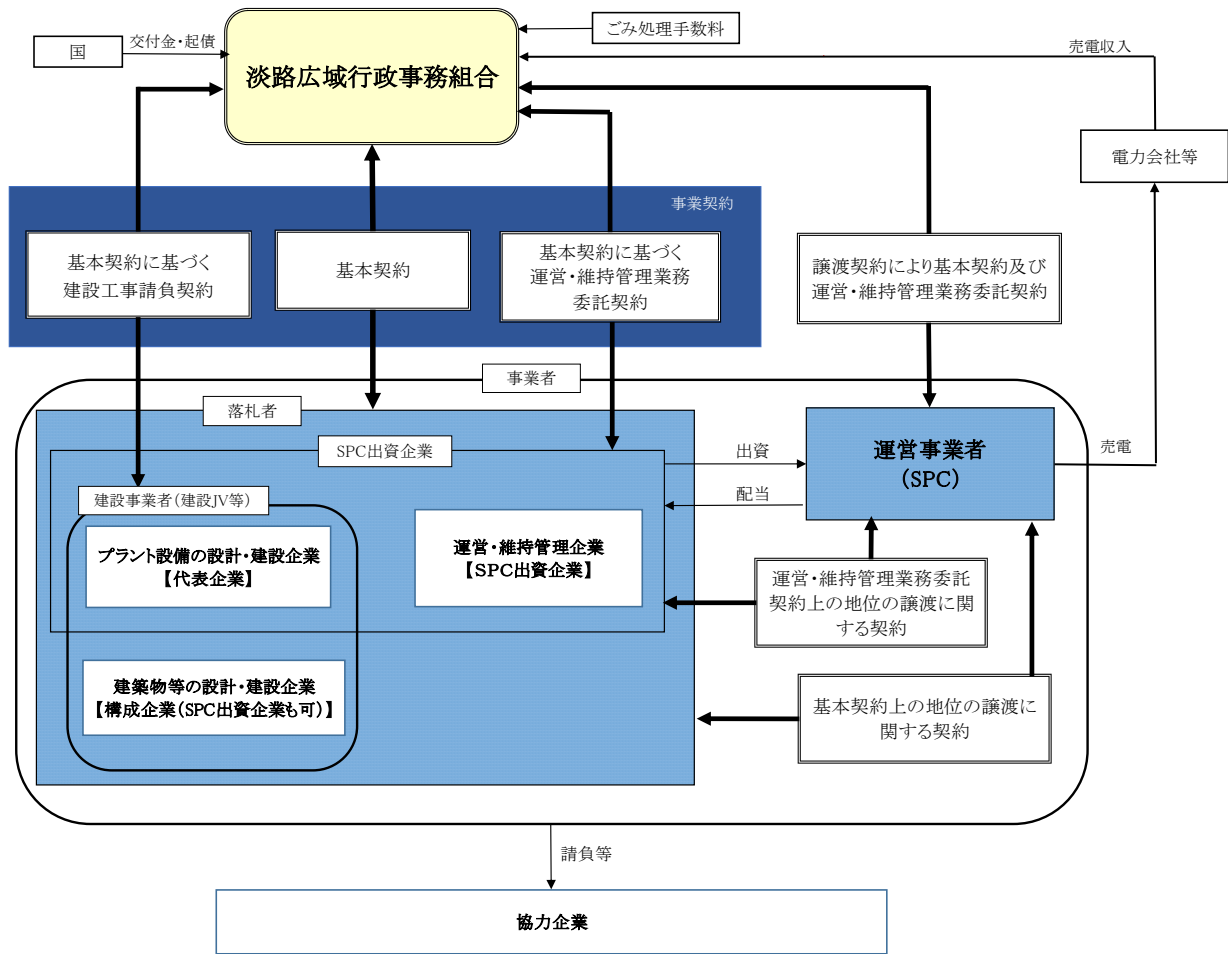 国
交付金・起債
淡路広域行政事務組合
ごみ処理手数料
売電収入
電力会社等
事業契約
基本契約に基づく
建設工事請負契約
基本契約
基本契約に基づく
運営・維持管理業務
委託契約
譲渡契約により基本契約及び
運営・維持管理業務委託契約
事業者
落札者
SPC出資企業
出資
配当
運営事業者
（SPC）
売電
建設事業者（建設JV等）
プラント設備の設計・建設企業
【代表企業】
運営・維持管理企業
【SPC出資企業】
運営・維持管理業務委託
契約上の地位の譲渡に関
する契約
建築物等の設計・建設企業
【構成企業（SPC出資企業も可）】
基本契約上の地位の譲渡に
関する契約
請負等
協力企業